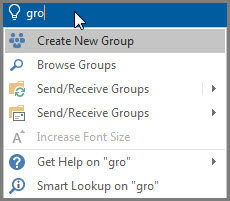 gro
Create New Group
Browse Groups
Send/Receive Groups
Send/Receive Groups
Increase Font Size
Get Help on "gro"
Smart Lookup on "gro"